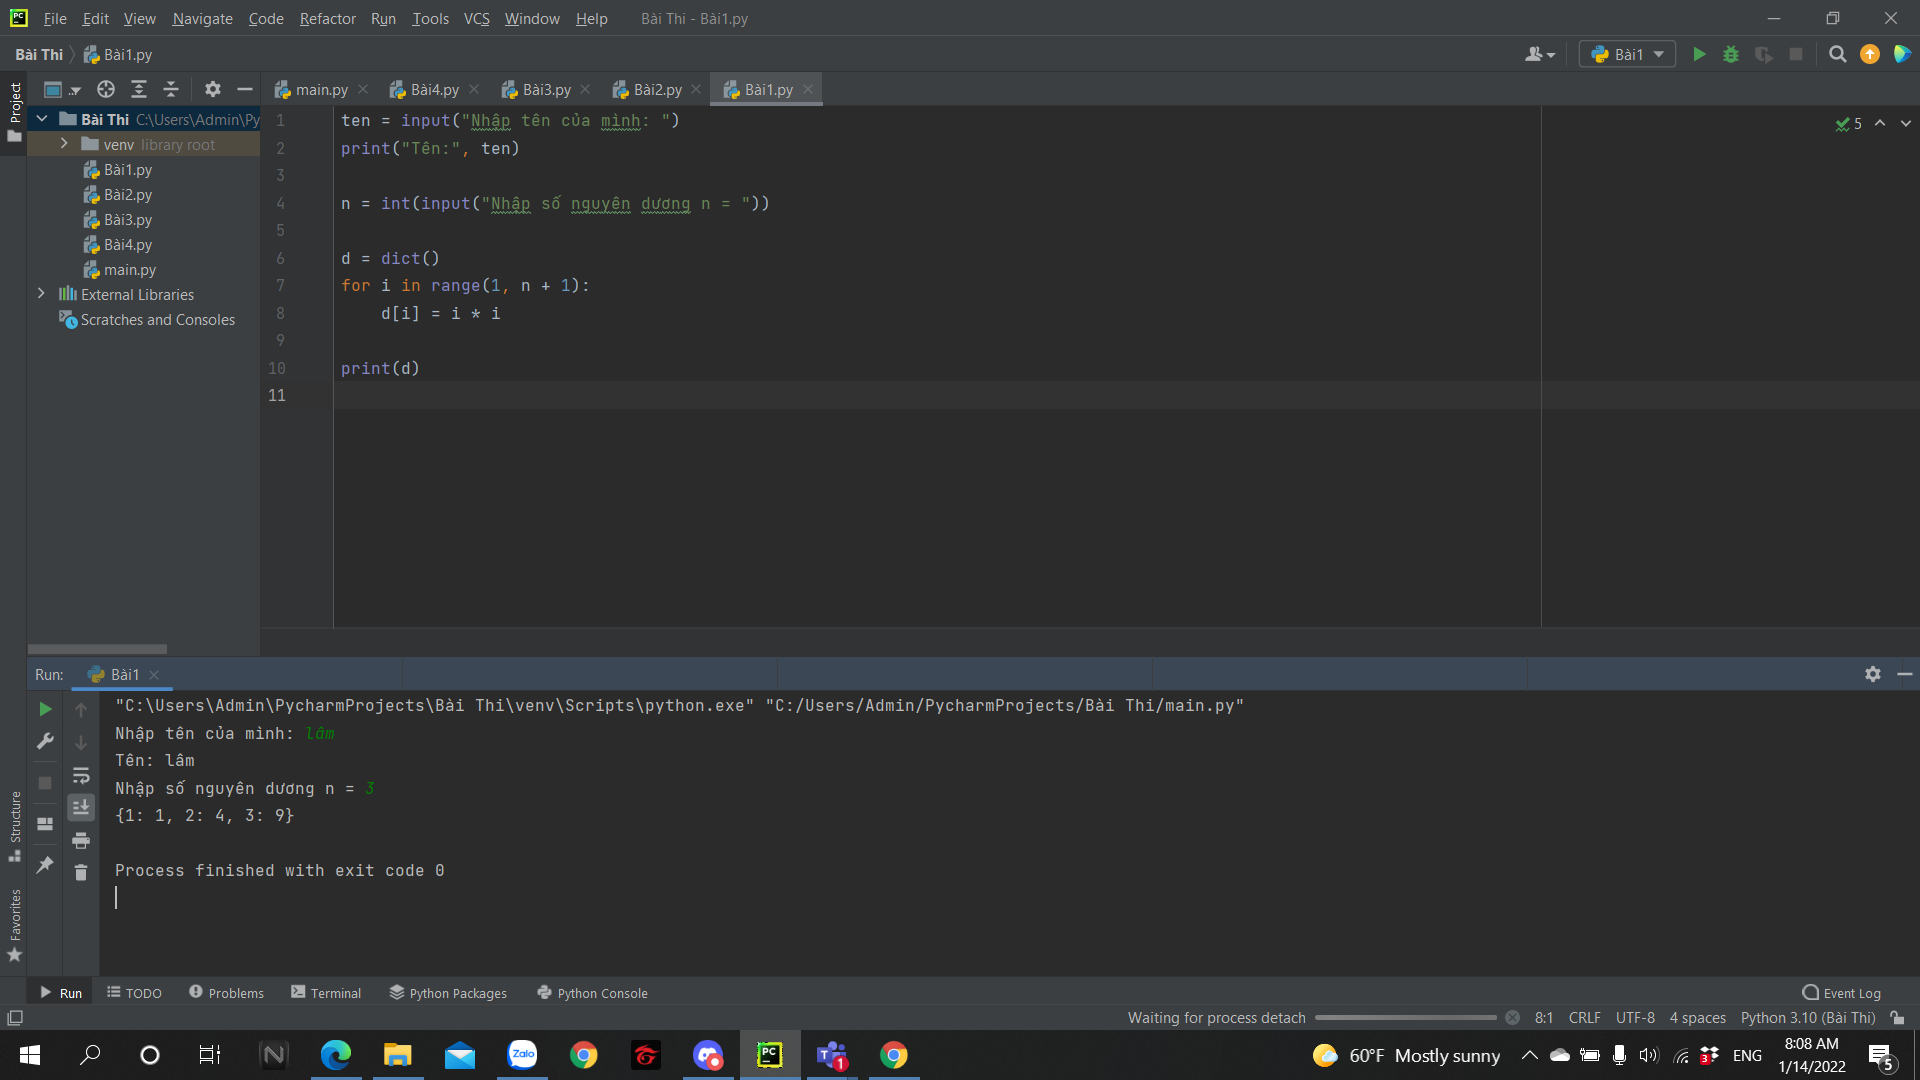 File Edit View Navigate Code Refactor Run Tools VCS Window Help Bài Thi - Bài1.py
Bài Thi Bài1.py Bài1
Project
main.py Bài4.py Bài3.py Bài2.py Bài1.py
Bài Thi C:\Users\Admin\Py
venv library root
Bài1.py
Bài2.py
Bài3.py
Bài4.py
main.py
External Libraries
Scratches and Consoles
1 ten = input("Nhập tên của mình: ")
2 print("Tên:", ten)
3
4 n = int(input("Nhập số nguyên dương n = "))
5
6 d = dict()
7 for i in range(1, n + 1):
8 d[i] = i * i
9
10 print(d)
11
5
Run: Bài1
"C:\Users\Admin\PycharmProjects\Bài Thi\venv\Scripts\python.exe" "C:/Users/Admin/PycharmProjects/Bài Thi/main.py"
Nhập tên của mình: lâm
Tên: lâm
Nhập số nguyên dương n = 3
{1: 1, 2: 4, 3: 9}
Process finished with exit code 0
Structure
Favorites
Run TODO Problems Terminal Python Packages Python Console Event Log
Waiting for process detach 8:1 CRLF UTF-8 4 spaces Python 3.10 (Bài Thi)
Zalo PC T 1 60°F Mostly sunny 3 ENG 8:08 AM
1/14/2022 5